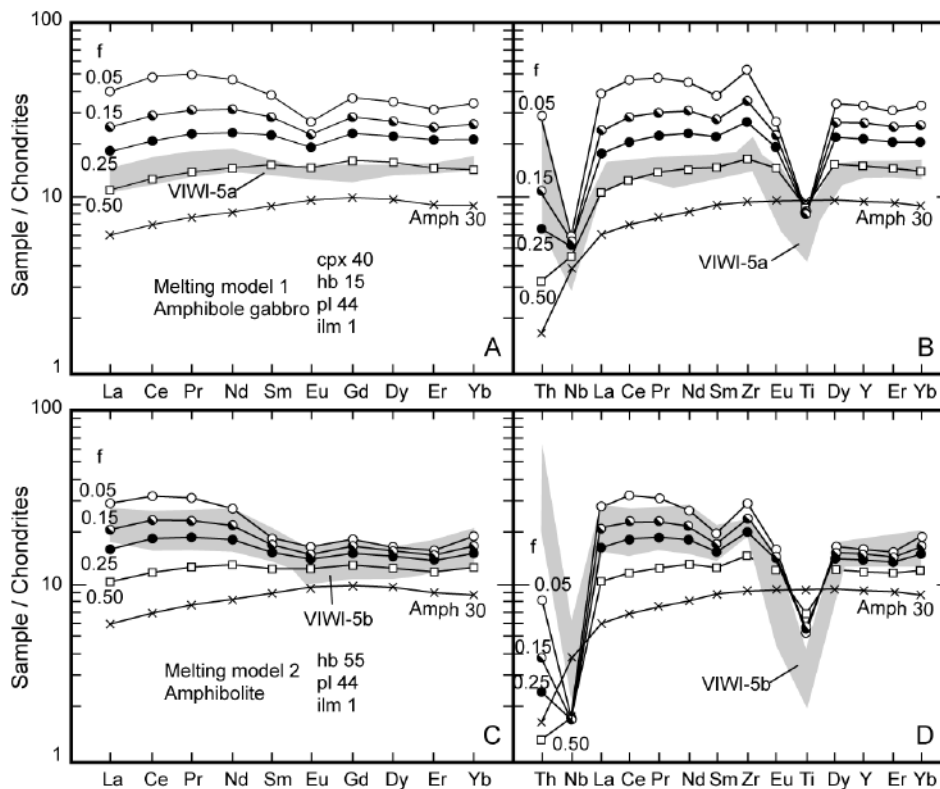 100
10
1
Sample / Chondrites
f
0.05
0.15
0.25
0.50
VIWI-5a
Amph 30
Melting model 1
Amphibole gabbro
cpx 40
hb 15
pl 44
ilm 1
A
La Ce Pr Nd Sm Eu Gd Dy Er Yb
f
0.05
0.15
0.25
0.50
Amph 30
VIWI-5a
B
Th Nb La Ce Pr Nd Sm Zr Eu Ti Dy Y Er Yb
100
10
1
Sample / Chondrites
f
0.05
0.15
0.25
0.50
Amph 30
VIWI-5b
Melting model 2
Amphibolite
hb 55
pl 44
ilm 1
C
La Ce Pr Nd Sm Eu Gd Dy Er Yb
f
0.05
0.15
0.25
0.50
Amph 30
VIWI-5b
D
Th Nb La Ce Pr Nd Sm Zr Eu Ti Dy Y Er Yb